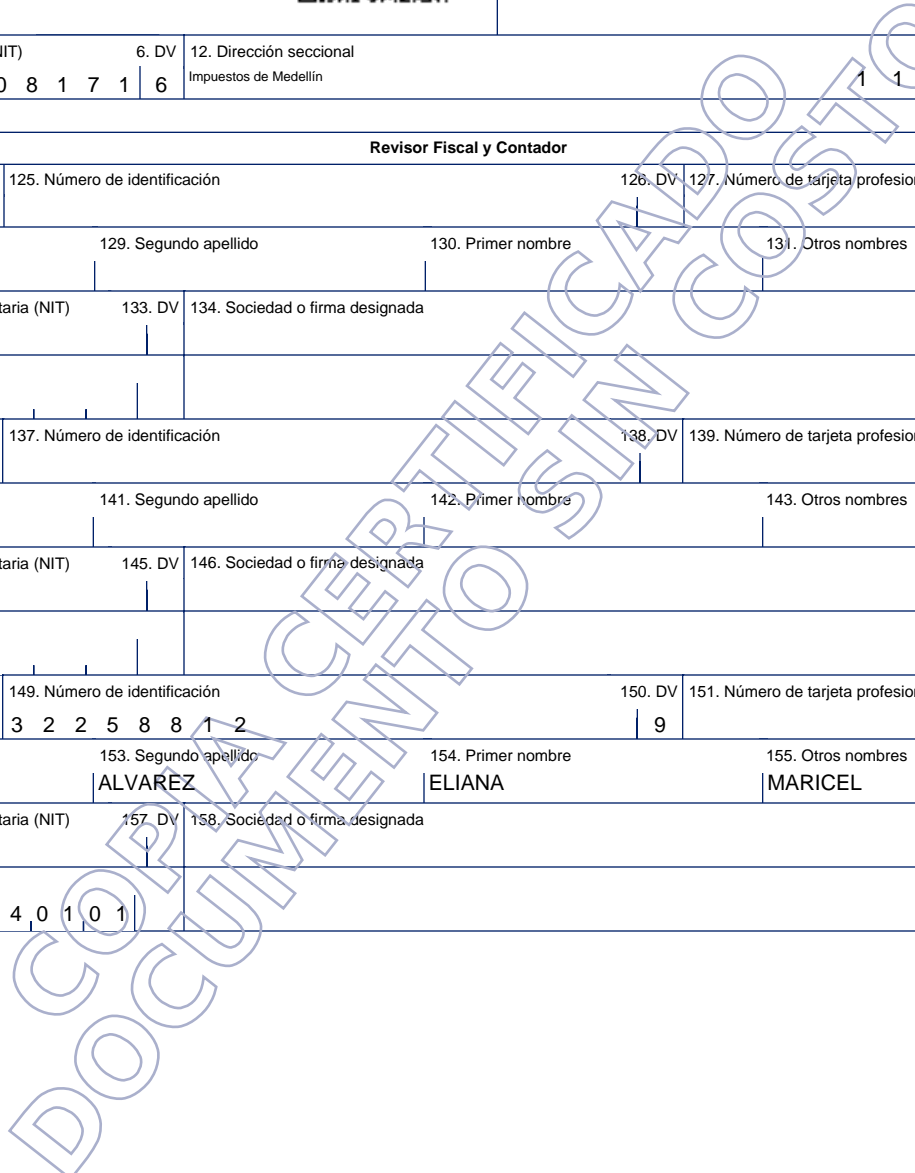 IT) 6. DV 12. Dirección seccional
0 8 1 7 1 6 Impuestos de Medellín 1 1
Revisor Fiscal y Contador
125. Número de identificación 126. DV 127. Número de tarjeta profesion
129. Segundo apellido 130. Primer nombre 131. Otros nombres
taria (NIT) 133. DV 134. Sociedad o firma designada
137. Número de identificación 138. DV 139. Número de tarjeta profesion
141. Segundo apellido 142. Primer nombre 143. Otros nombres
taria (NIT) 145. DV 146. Sociedad o firma designada
149. Número de identificación 150. DV 151. Número de tarjeta profesion
3 2 2 5 8 8 1 2 9
153. Segundo apellido 154. Primer nombre 155. Otros nombres
ALVAREZ ELIANA MARICEL
taria (NIT) 157. DV 158. Sociedad o firma designada
4 0 1 0 1
COPIA CERTIFICADO
DOCUMENTO SIN COSTO